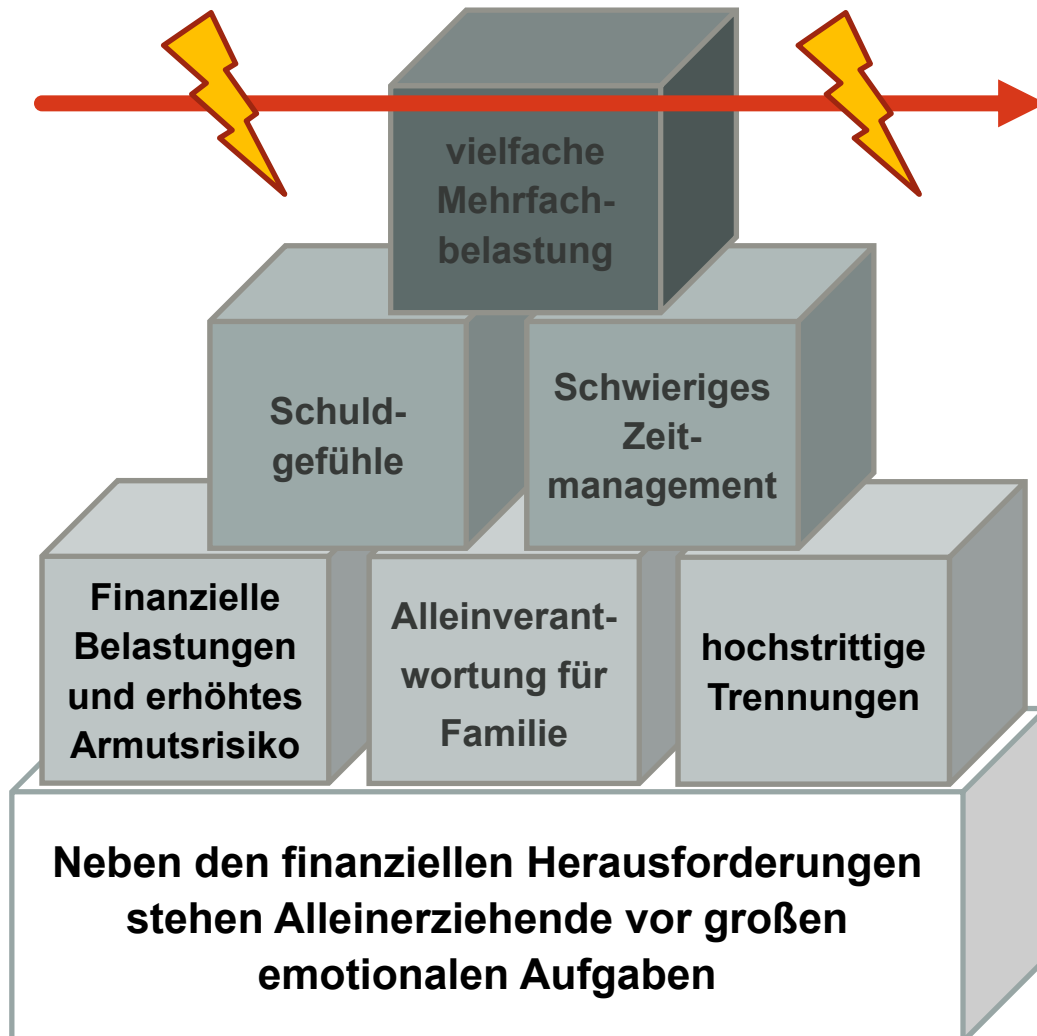 vielfache
Mehrfach-
belastung
Schuld-
gefühle
Schwieriges
Zeit-
management
Finanzielle
Belastungen
und erhöhtes
Armutsrisiko
Alleinverant-
wortung für
Familie
hochstrittige
Trennungen
Neben den finanziellen Herausforderungen
stehen Alleinerziehende vor großen
emotionalen Aufgaben